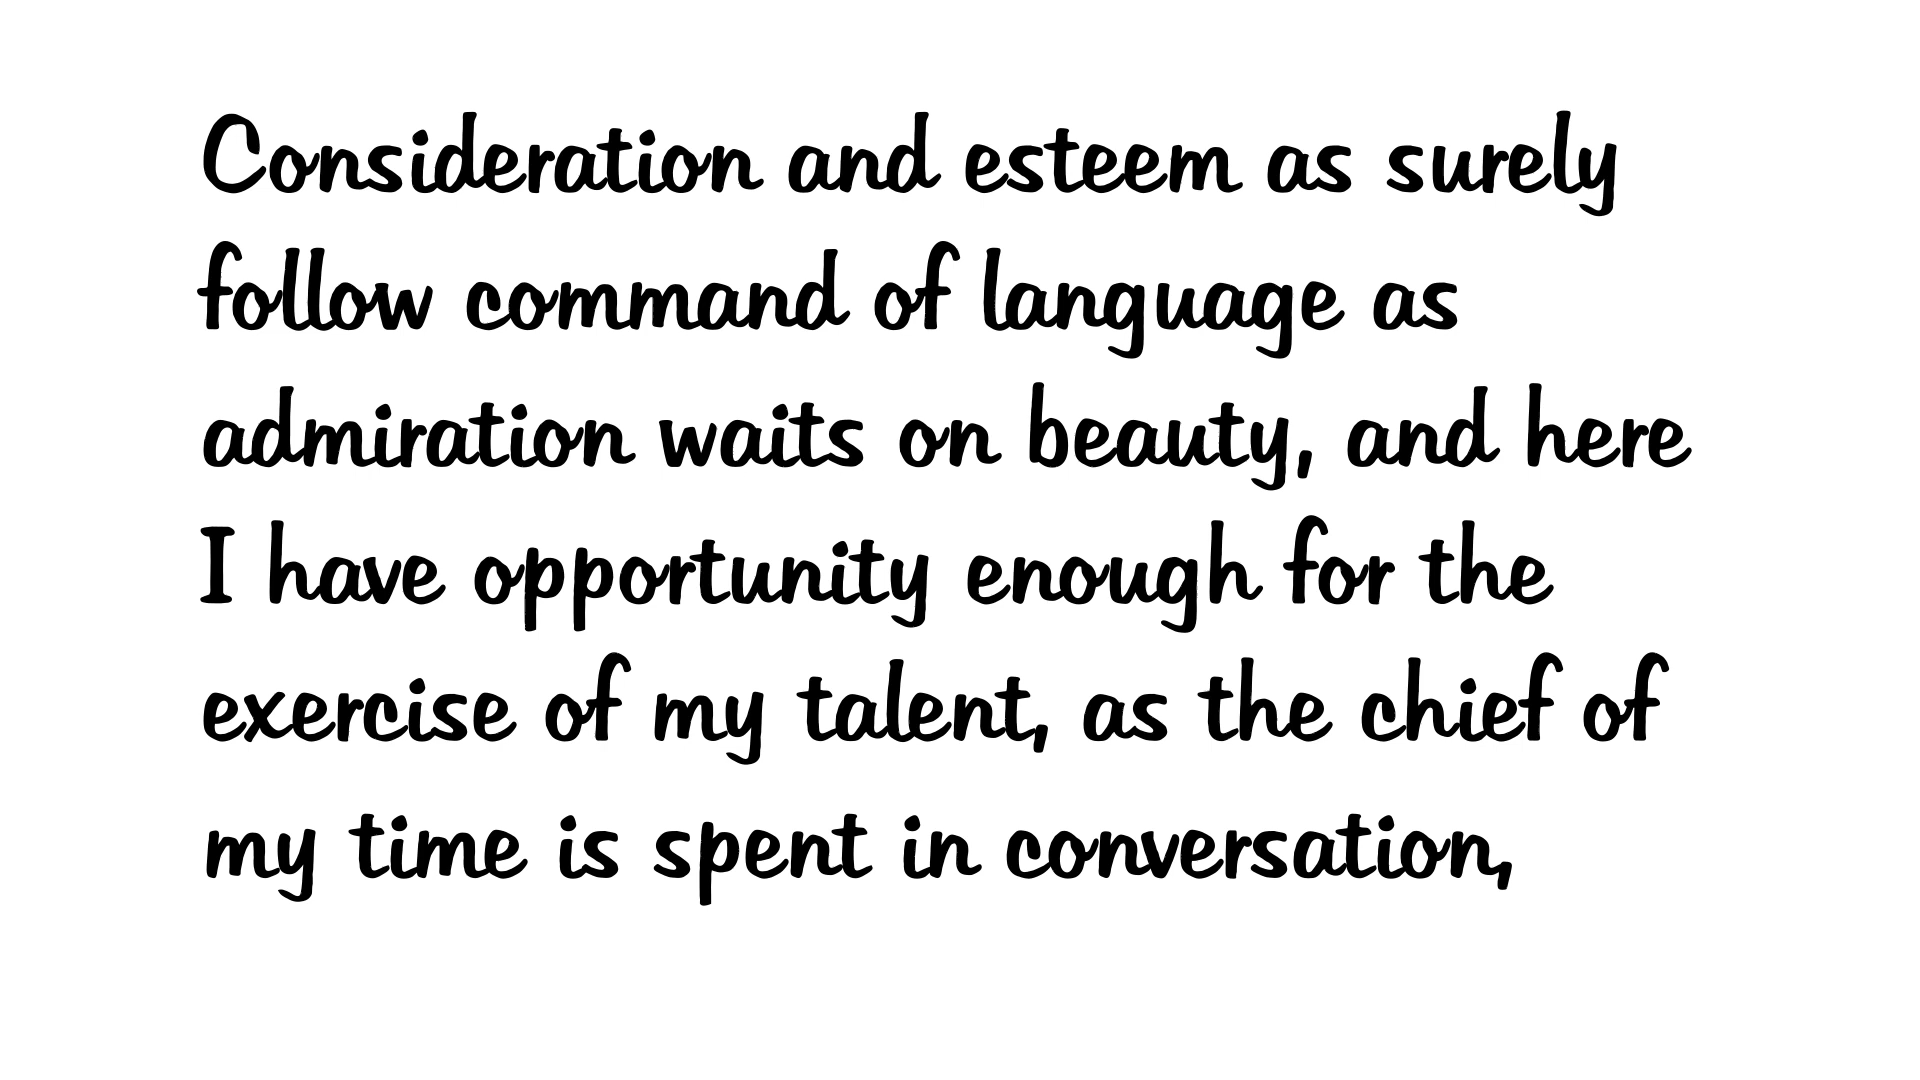 Consideration and esteem as surely
follow command of language as
admiration waits on beauty, and here
I have opportunity enough for the
exercise of my talent, as the chief of
my time is spent in conversation,